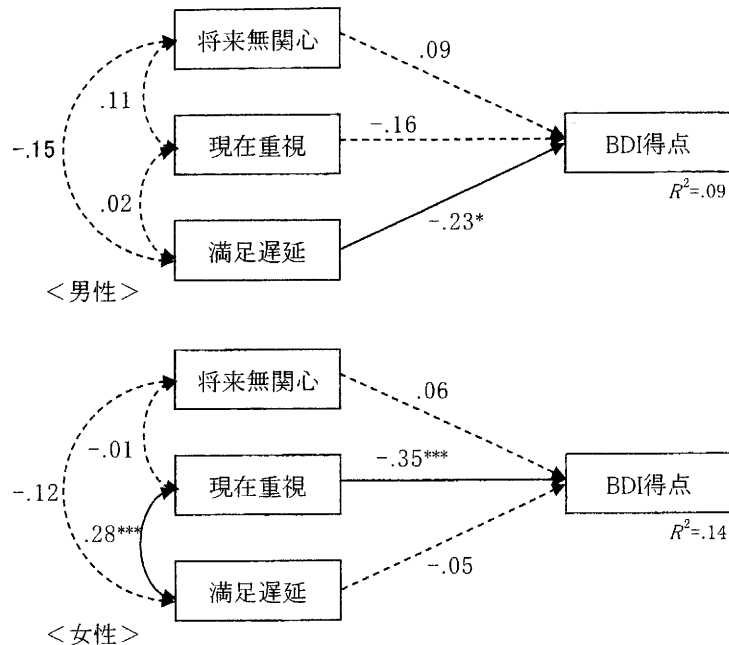 将来無関心
.09
.11
-.15
現在重視
-.16
BDI得点
R²=.09
.02
満足遅延
-.23*
＜男性＞
将来無関心
.06
-.01
-.12
現在重視
-.35***
BDI得点
R²=.14
.28***
満足遅延
-.05
＜女性＞